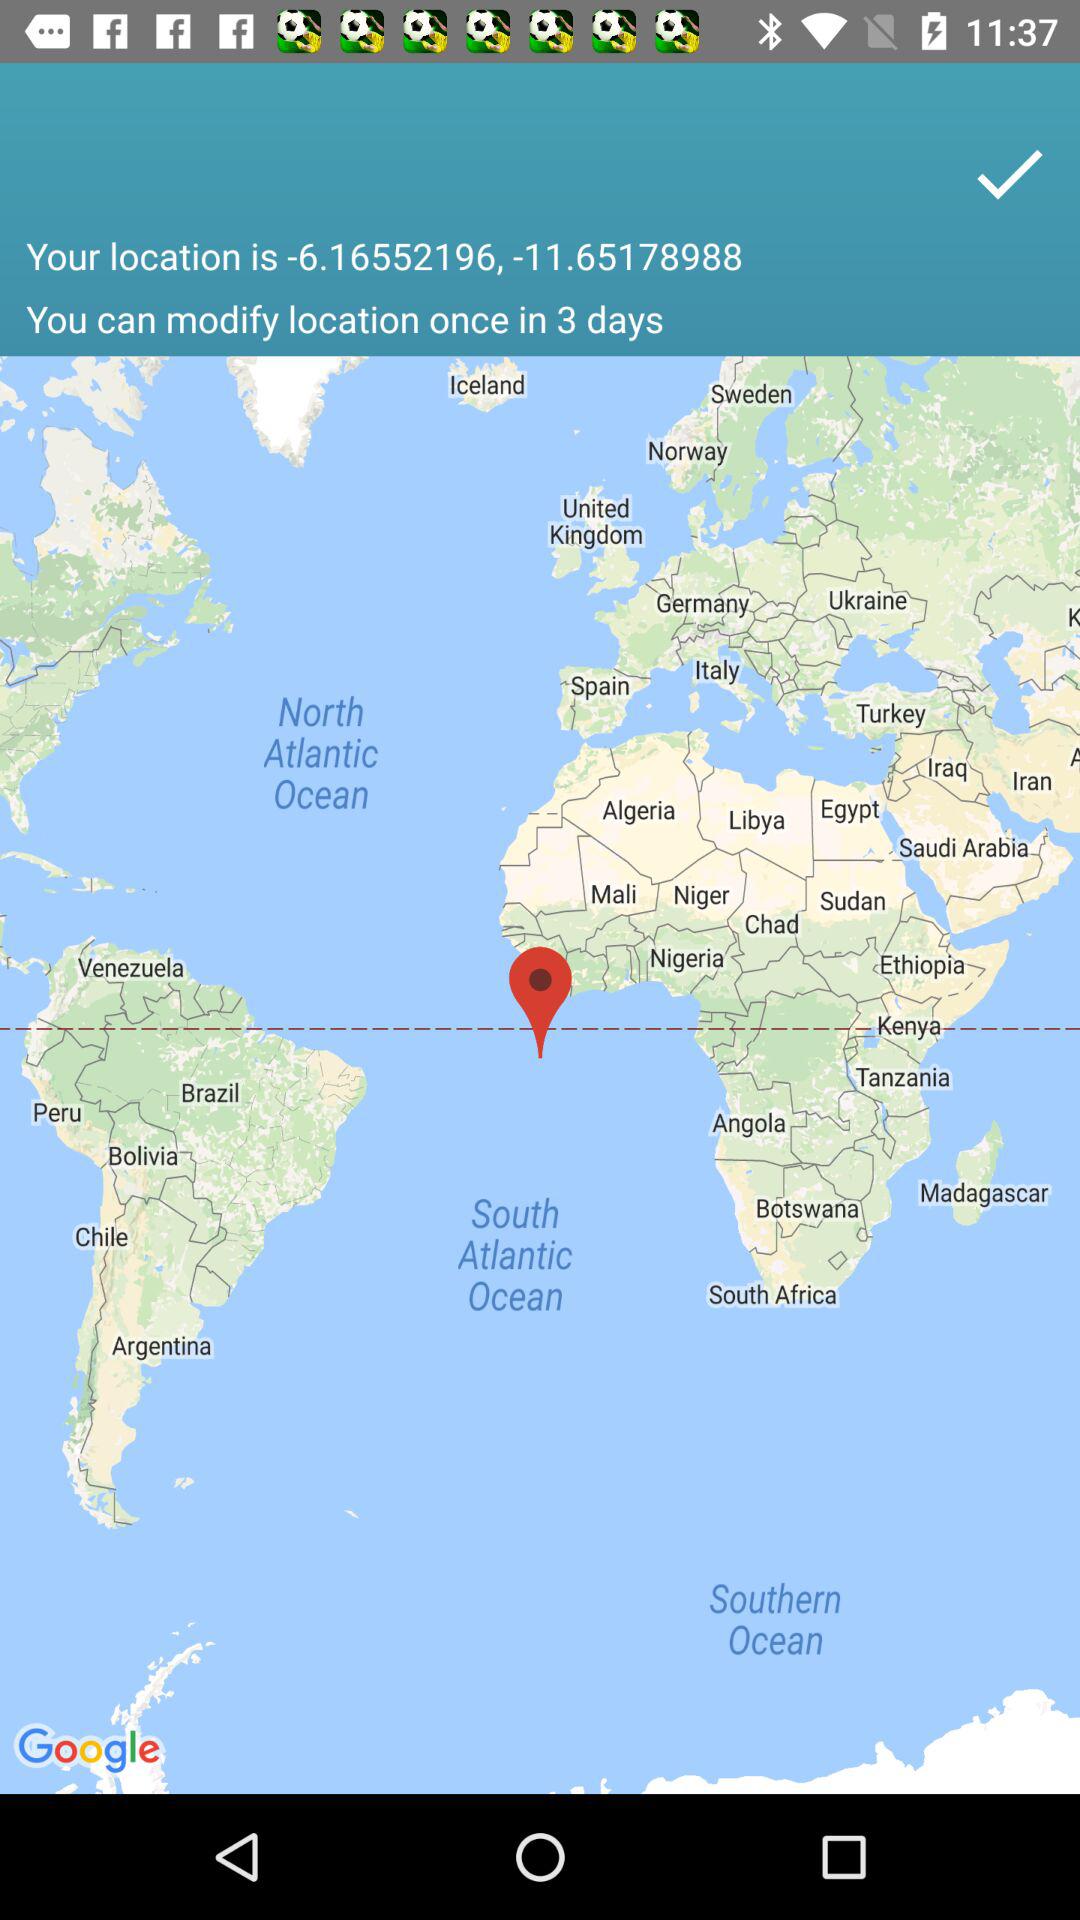 11:37
Your location is -6.16552196, -11.65178988
You can modify location once in 3 days
Iceland
Sweden
Norway
United
Kingdom
Germany
Ukraine
K
Italy
Spain
Turkey
North
Atlantic
Ocean
Iraq
Iran
A
Algeria
Libya
Egypt
Saudi Arabia
Mali
Niger
Sudan
Chad
Nigeria
Ethiopia
Venezuela
Kenya
Tanzania
Brazil
Peru
Angola
Bolivia
Madagascar
Botswana
Chile
South
Atlantic
Ocean
South Africa
Argentina
Southern
Ocean
Google